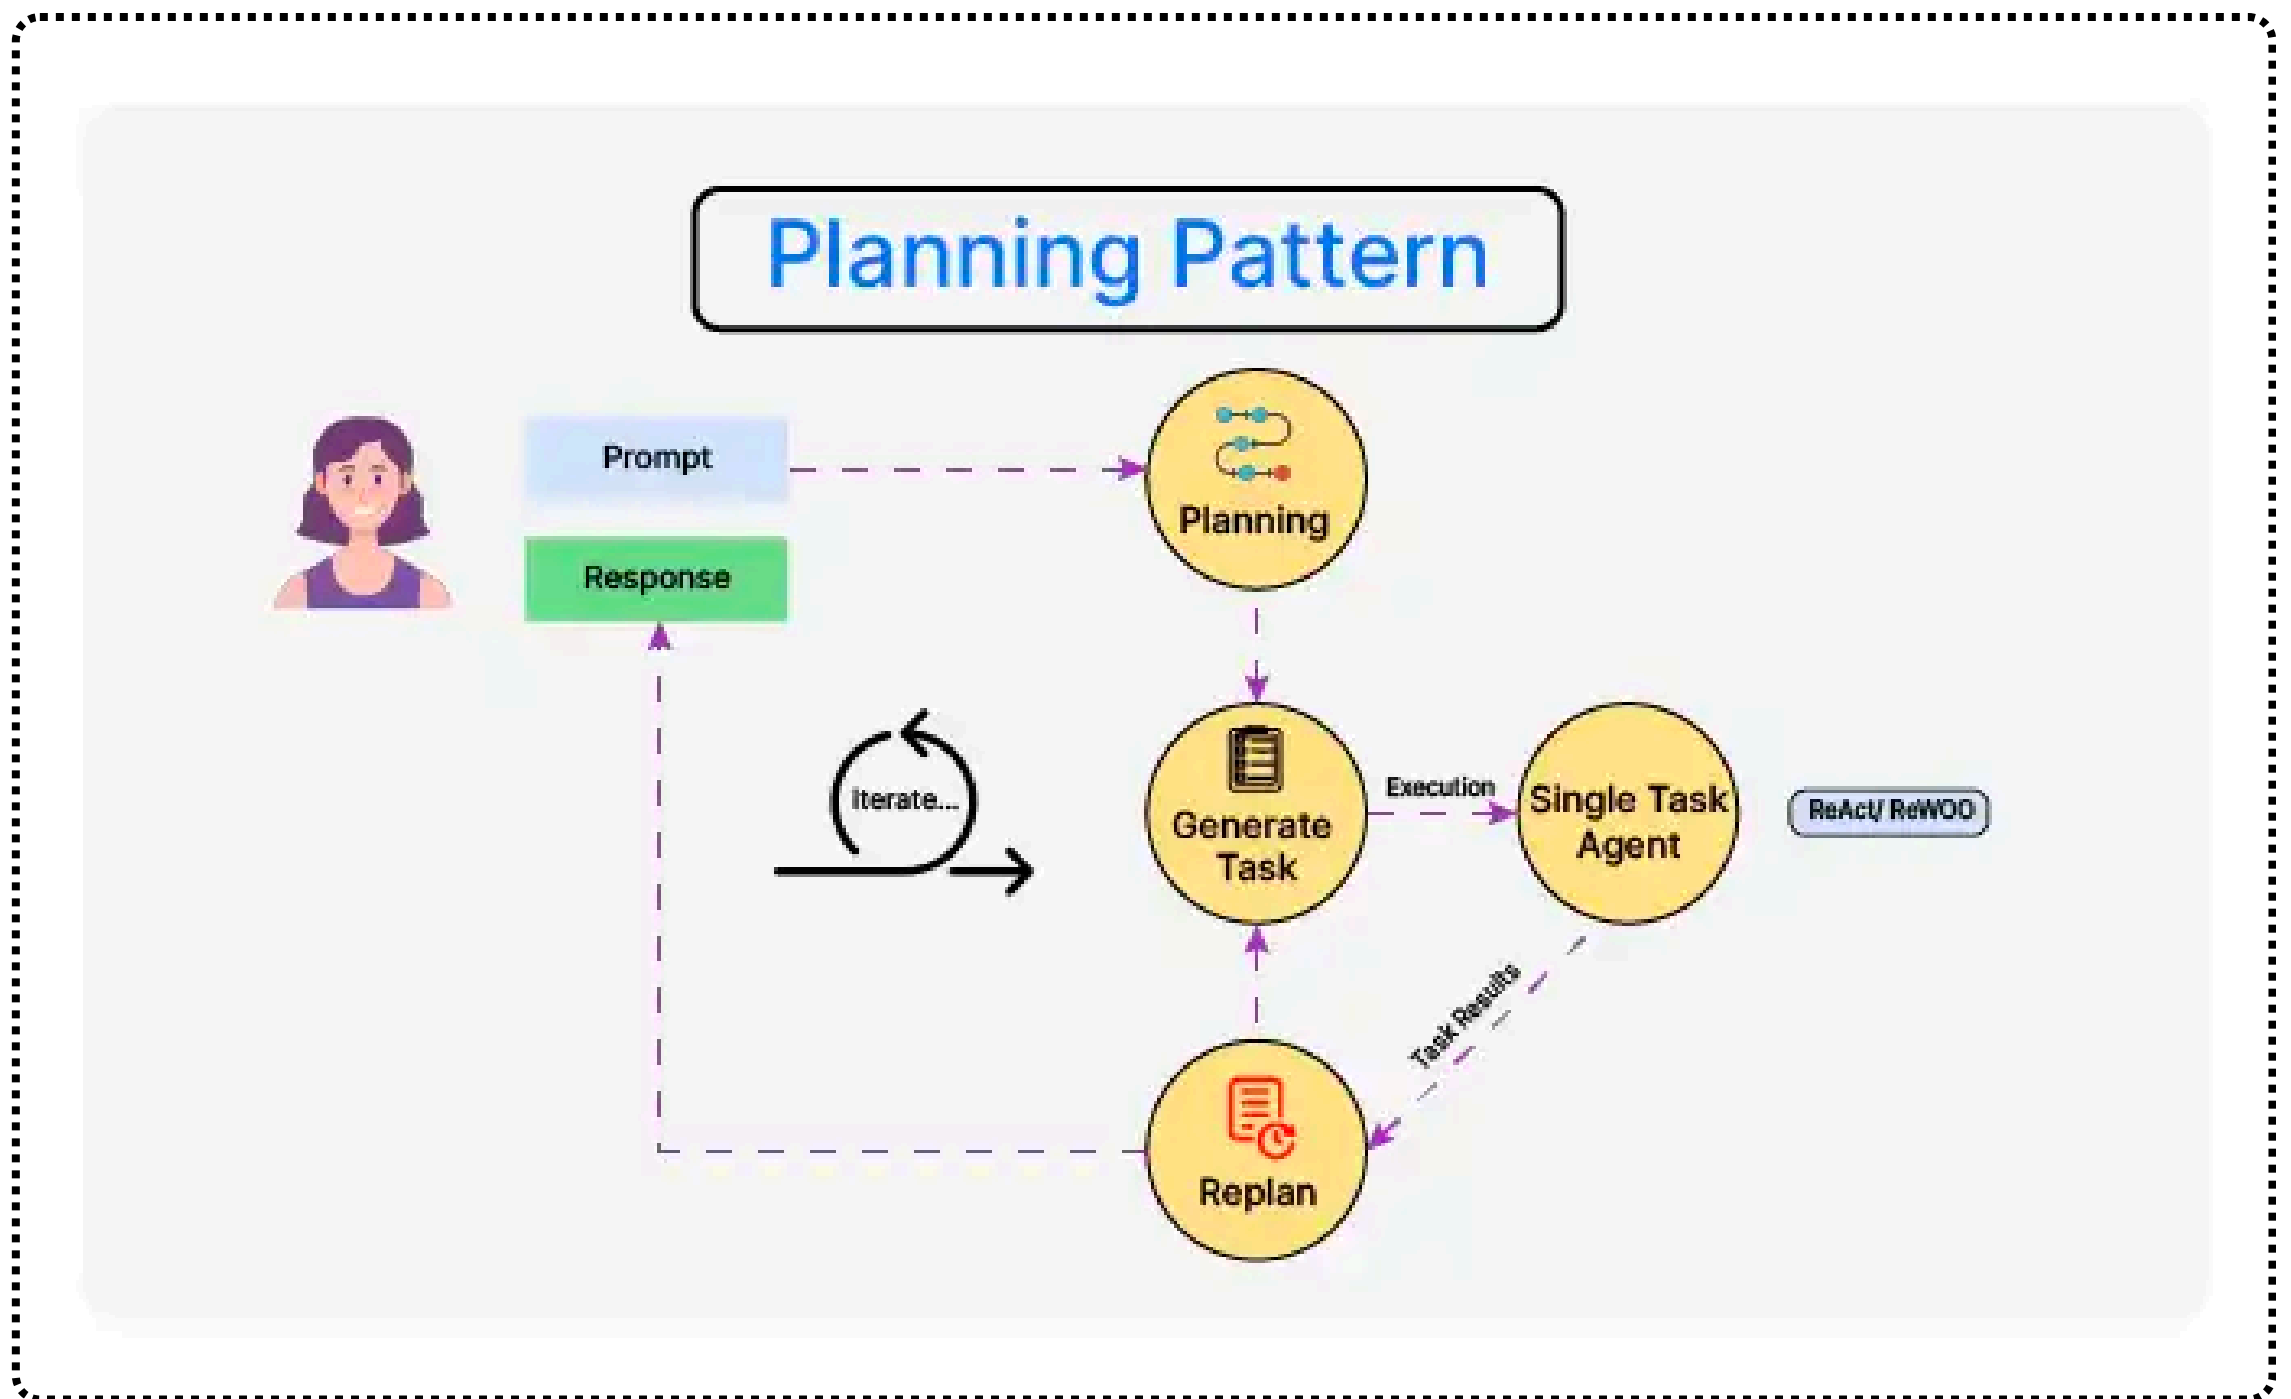 Planning Pattern
Prompt
Planning
Response
Iterate...
Generate
Task
Execution
Single Task
Agent
ReAct/ ReWOO
Task Results
Replan